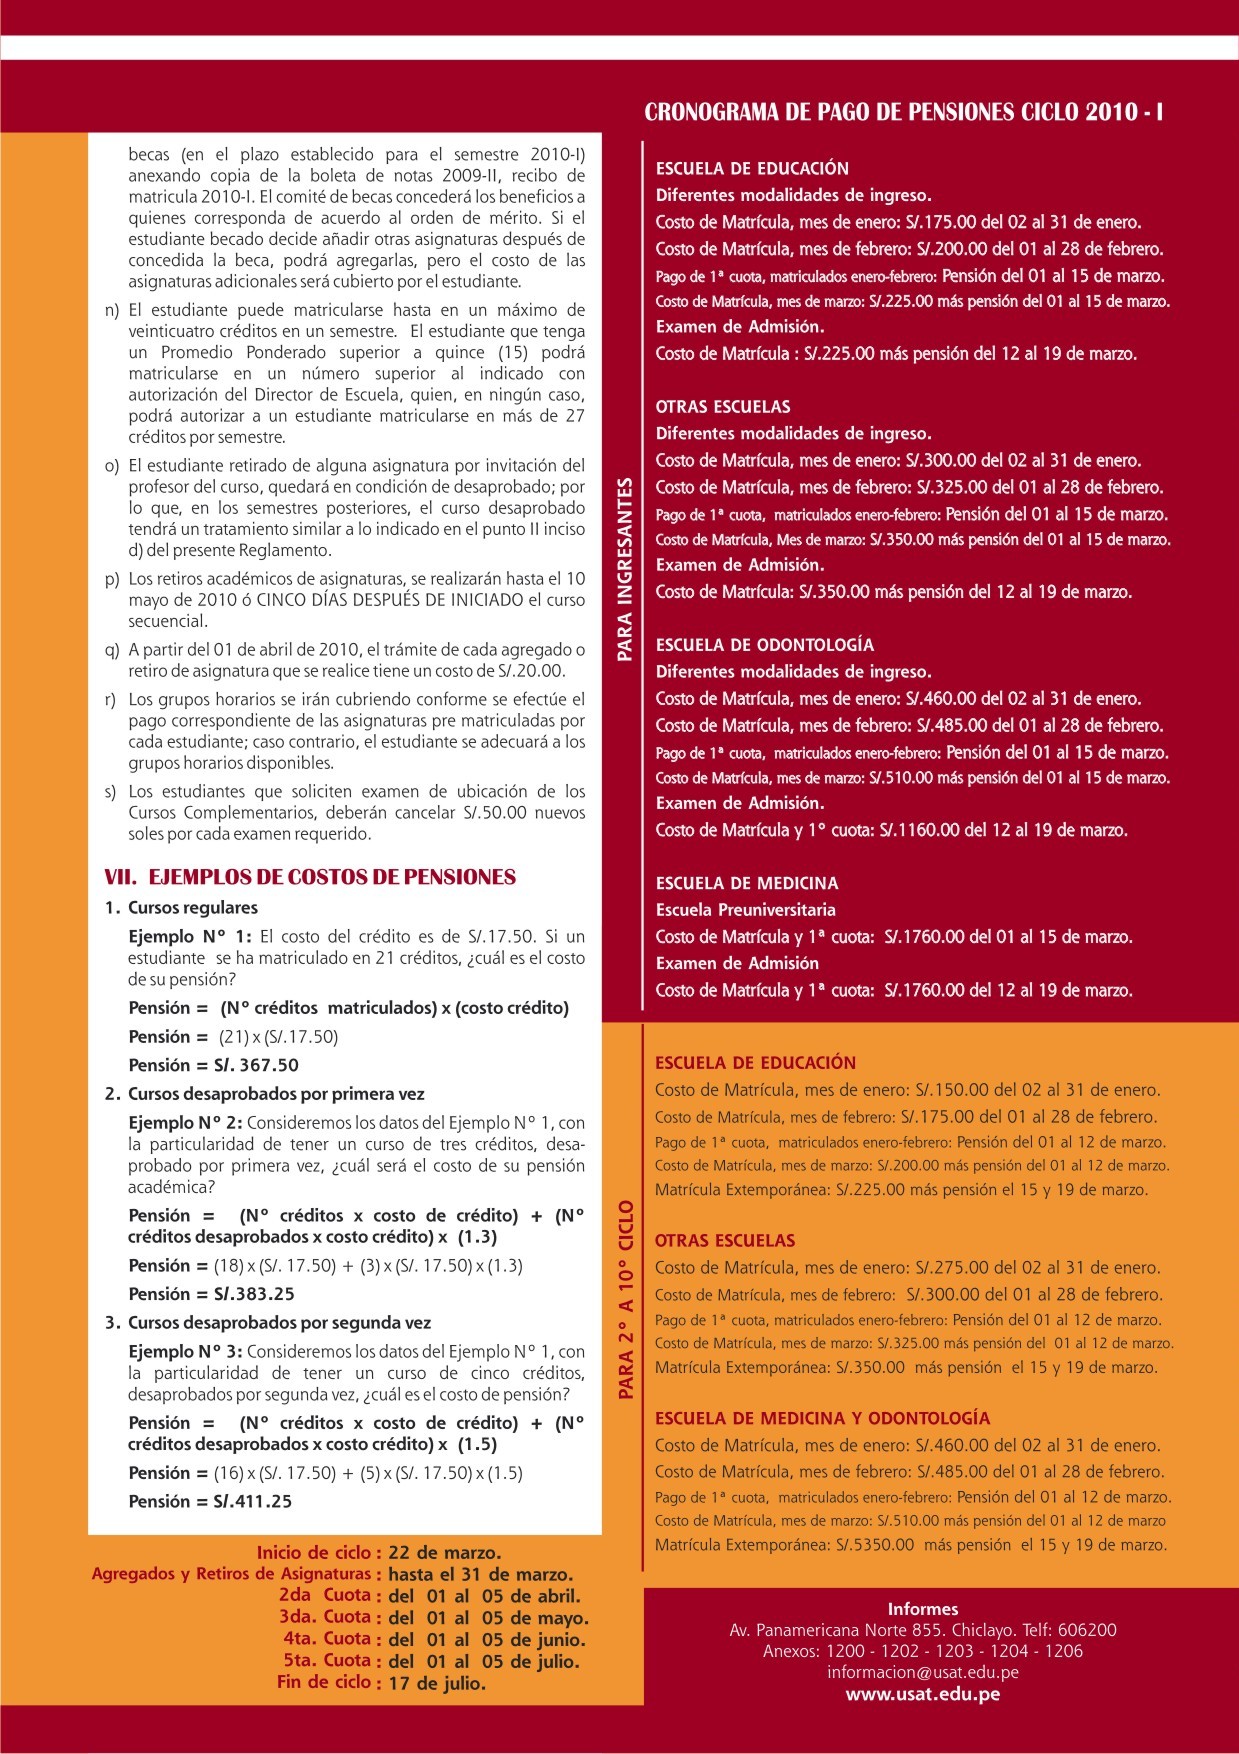 becas (en el plazo establecido para el semestre 2010-I)
anexando copia de la boleta de notas 2009-II, recibo de
matricula 2010-I. El comité de becas concederá los beneficios a
quienes corresponda de acuerdo al orden de mérito. Si el
estudiante becado decide añadir otras asignaturas después de
concedida la beca, podrá agregarlas, pero el costo de las
asignaturas adicionales será cubierto por el estudiante.
n) El estudiante puede matricularse hasta en un máximo de
veinticuatro créditos en un semestre. El estudiante que tenga
un Promedio Ponderado superior a quince (15) podrá
matricularse en un número superior al indicado con
autorización del Director de Escuela, quien, en ningún caso,
podrá autorizar a un estudiante matricularse en más de 27
créditos por semestre.
o) El estudiante retirado de alguna asignatura por invitación del
profesor del curso, quedará en condición de desaprobado; por
lo que, en los semestres posteriores, el curso desaprobado
tendrá un tratamiento similar a lo indicado en el punto II inciso
d) del presente Reglamento.
p) Los retiros académicos de asignaturas, se realizarán hasta el 10
mayo de 2010 ó CINCO DÍAS DESPUÉS DE INICIADO el curso
secuencial.
q) A partir del 01 de abril de 2010, el trámite de cada agregado o
retiro de asignatura que se realice tiene un costo de S/.20.00.
r) Los grupos horarios se irán cubriendo conforme se efectúe el
pago correspondiente de las asignaturas pre matriculadas por
cada estudiante; caso contrario, el estudiante se adecuará a los
grupos horarios disponibles.
s) Los estudiantes que soliciten examen de ubicación de los
Cursos Complementarios, deberán cancelar S/.50.00 nuevos
soles por cada examen requerido.
VII. EJEMPLOS DE COSTOS DE PENSIONES
1. Cursos regulares
Ejemplo Nº 1: El costo del crédito es de S/.17.50. Si un
estudiante se ha matriculado en 21 créditos, ¿cuál es el costo
de su pensión?
Pensión = (Nº créditos matriculados) x (costo crédito)
Pensión = (21) x (S/.17.50)
Pensión = S/. 367.50
2. Cursos desaprobados por primera vez
Ejemplo Nº 2: Consideremos los datos del Ejemplo Nº 1, con
la particularidad de tener un curso de tres créditos, desa-
probado por primera vez, ¿cuál será el costo de su pensión
académica?
Pensión = (Nº créditos x costo de crédito) + (Nº
créditos desaprobados x costo crédito) x (1.3)
Pensión = (18) x (S/. 17.50) + (3) x (S/. 17.50) x (1.3)
Pensión = S/.383.25
3. Cursos desaprobados por segunda vez
Ejemplo Nº 3: Consideremos los datos del Ejemplo Nº 1, con
la particularidad de tener un curso de cinco créditos,
desaprobados por segunda vez, ¿cuál es el costo de pensión?
Pensión = (Nº créditos x costo de crédito) + (Nº
créditos desaprobados x costo crédito) x (1.5)
Pensión = (16) x (S/. 17.50) + (5) x (S/. 17.50) x (1.5)
Pensión = S/.411.25
Inicio de ciclo : 22 de marzo.
Agregados y Retiros de Asignaturas : hasta el 31 de marzo.
2da Cuota : del 01 al 05 de abril.
3da. Cuota : del 01 al 05 de mayo.
4ta. Cuota : del 01 al 05 de junio.
5ta. Cuota : del 01 al 05 de julio.
Fin de ciclo : 17 de julio.
CRONOGRAMA DE PAGO DE PENSIONES CICLO 2010 - I
PARA INGRESANTES
ESCUELA DE EDUCACIÓN
Diferentes modalidades de ingreso.
Costo de Matrícula, mes de enero: S/.175.00 del 02 al 31 de enero.
Costo de Matrícula, mes de febrero: S/.200.00 del 01 al 28 de febrero.
Pago de 1ª cuota, matriculados enero-febrero: Pensión del 01 al 15 de marzo.
Costo de Matrícula, mes de marzo: S/.225.00 más pensión del 01 al 15 de marzo.
Examen de Admisión.
Costo de Matrícula : S/.225.00 más pensión del 12 al 19 de marzo.
OTRAS ESCUELAS
Diferentes modalidades de ingreso.
Costo de Matrícula, mes de enero: S/.300.00 del 02 al 31 de enero.
Costo de Matrícula, mes de febrero: S/.325.00 del 01 al 28 de febrero.
Pago de 1ª cuota, matriculados enero-febrero: Pensión del 01 al 15 de marzo.
Costo de Matrícula, Mes de marzo: S/.350.00 más pensión del 01 al 15 de marzo.
Examen de Admisión.
Costo de Matrícula: S/.350.00 más pensión del 12 al 19 de marzo.
ESCUELA DE ODONTOLOGÍA
Diferentes modalidades de ingreso.
Costo de Matrícula, mes de enero: S/.460.00 del 02 al 31 de enero.
Costo de Matrícula, mes de febrero: S/.485.00 del 01 al 28 de febrero.
Pago de 1ª cuota, matriculados enero-febrero: Pensión del 01 al 15 de marzo.
Costo de Matrícula, mes de marzo: S/.510.00 más pensión del 01 al 15 de marzo.
Examen de Admisión.
Costo de Matrícula y 1° cuota: S/.1160.00 del 12 al 19 de marzo.
ESCUELA DE MEDICINA
Escuela Preuniversitaria
Costo de Matrícula y 1ª cuota: S/.1760.00 del 01 al 15 de marzo.
Examen de Admisión
Costo de Matrícula y 1ª cuota: S/.1760.00 del 12 al 19 de marzo.
PARA 2° A 10° CICLO
ESCUELA DE EDUCACIÓN
Costo de Matrícula, mes de enero: S/.150.00 del 02 al 31 de enero.
Costo de Matrícula, mes de febrero: S/.175.00 del 01 al 28 de febrero.
Pago de 1ª cuota, matriculados enero-febrero: Pensión del 01 al 12 de marzo.
Costo de Matrícula, mes de marzo: S/.200.00 más pensión del 01 al 12 de marzo.
Matrícula Extemporánea: S/.225.00 más pensión el 15 y 19 de marzo.
OTRAS ESCUELAS
Costo de Matrícula, mes de enero: S/.275.00 del 02 al 31 de enero.
Costo de Matrícula, mes de febrero: S/.300.00 del 01 al 28 de febrero.
Pago de 1ª cuota, matriculados enero-febrero: Pensión del 01 al 12 de marzo.
Costo de Matrícula, mes de marzo: S/.325.00 más pensión del 01 al 12 de marzo.
Matrícula Extemporánea: S/.350.00 más pensión el 15 y 19 de marzo.
ESCUELA DE MEDICINA Y ODONTOLOGÍA
Costo de Matrícula, mes de enero: S/.460.00 del 02 al 31 de enero.
Costo de Matrícula, mes de febrero: S/.485.00 del 01 al 28 de febrero.
Pago de 1ª cuota, matriculados enero-febrero: Pensión del 01 al 12 de marzo.
Costo de Matrícula, mes de marzo: S/.510.00 más pensión del 01 al 12 de marzo
Matrícula Extemporánea: S/.5350.00 más pensión el 15 y 19 de marzo.
Informes
Av. Panamericana Norte 855. Chiclayo. Telf: 606200
Anexos: 1200 - 1202 - 1203 - 1204 - 1206
informacion@usat.edu.pe
www.usat.edu.pe